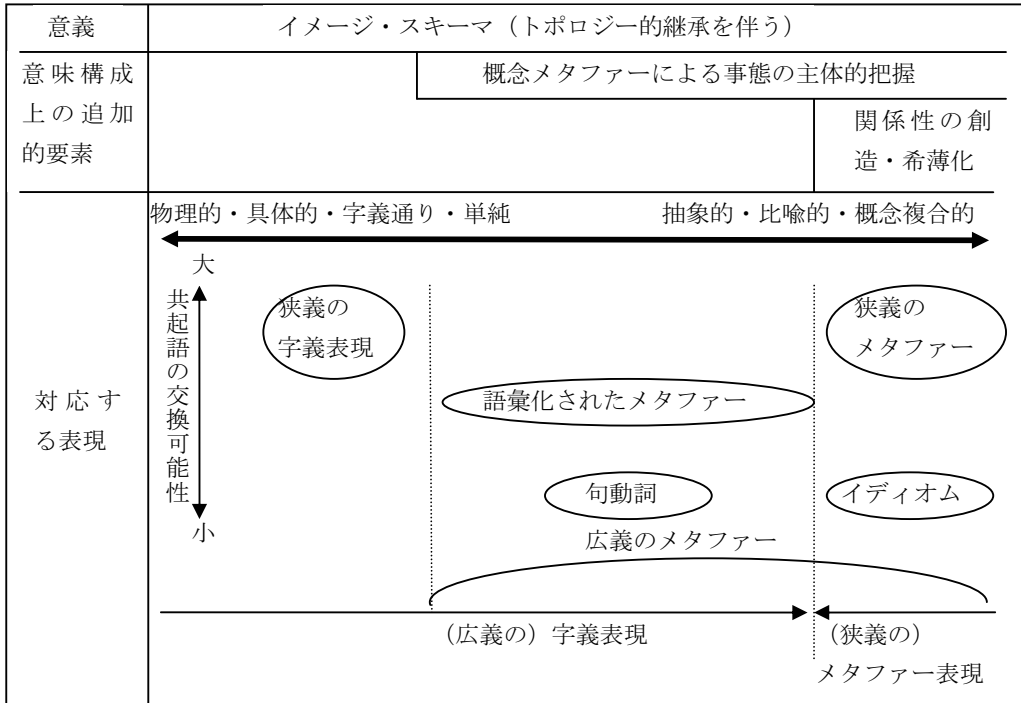 意義
イメージ・スキーマ（トポロジー的継承を伴う）
意味構成
上の追加
的要素
概念メタファーによる事態の主体的把握
関係性の創
造・希薄化
物理的・具体的・字義通り・単純
抽象的・比喩的・概念複合的
対応す
る表現
大
共起語の交換可能性
小
狭義の
字義表現
狭義の
メタファー
語彙化されたメタファー
句動詞
イディオム
広義のメタファー
（広義の）字義表現
（狭義の）
メタファー表現